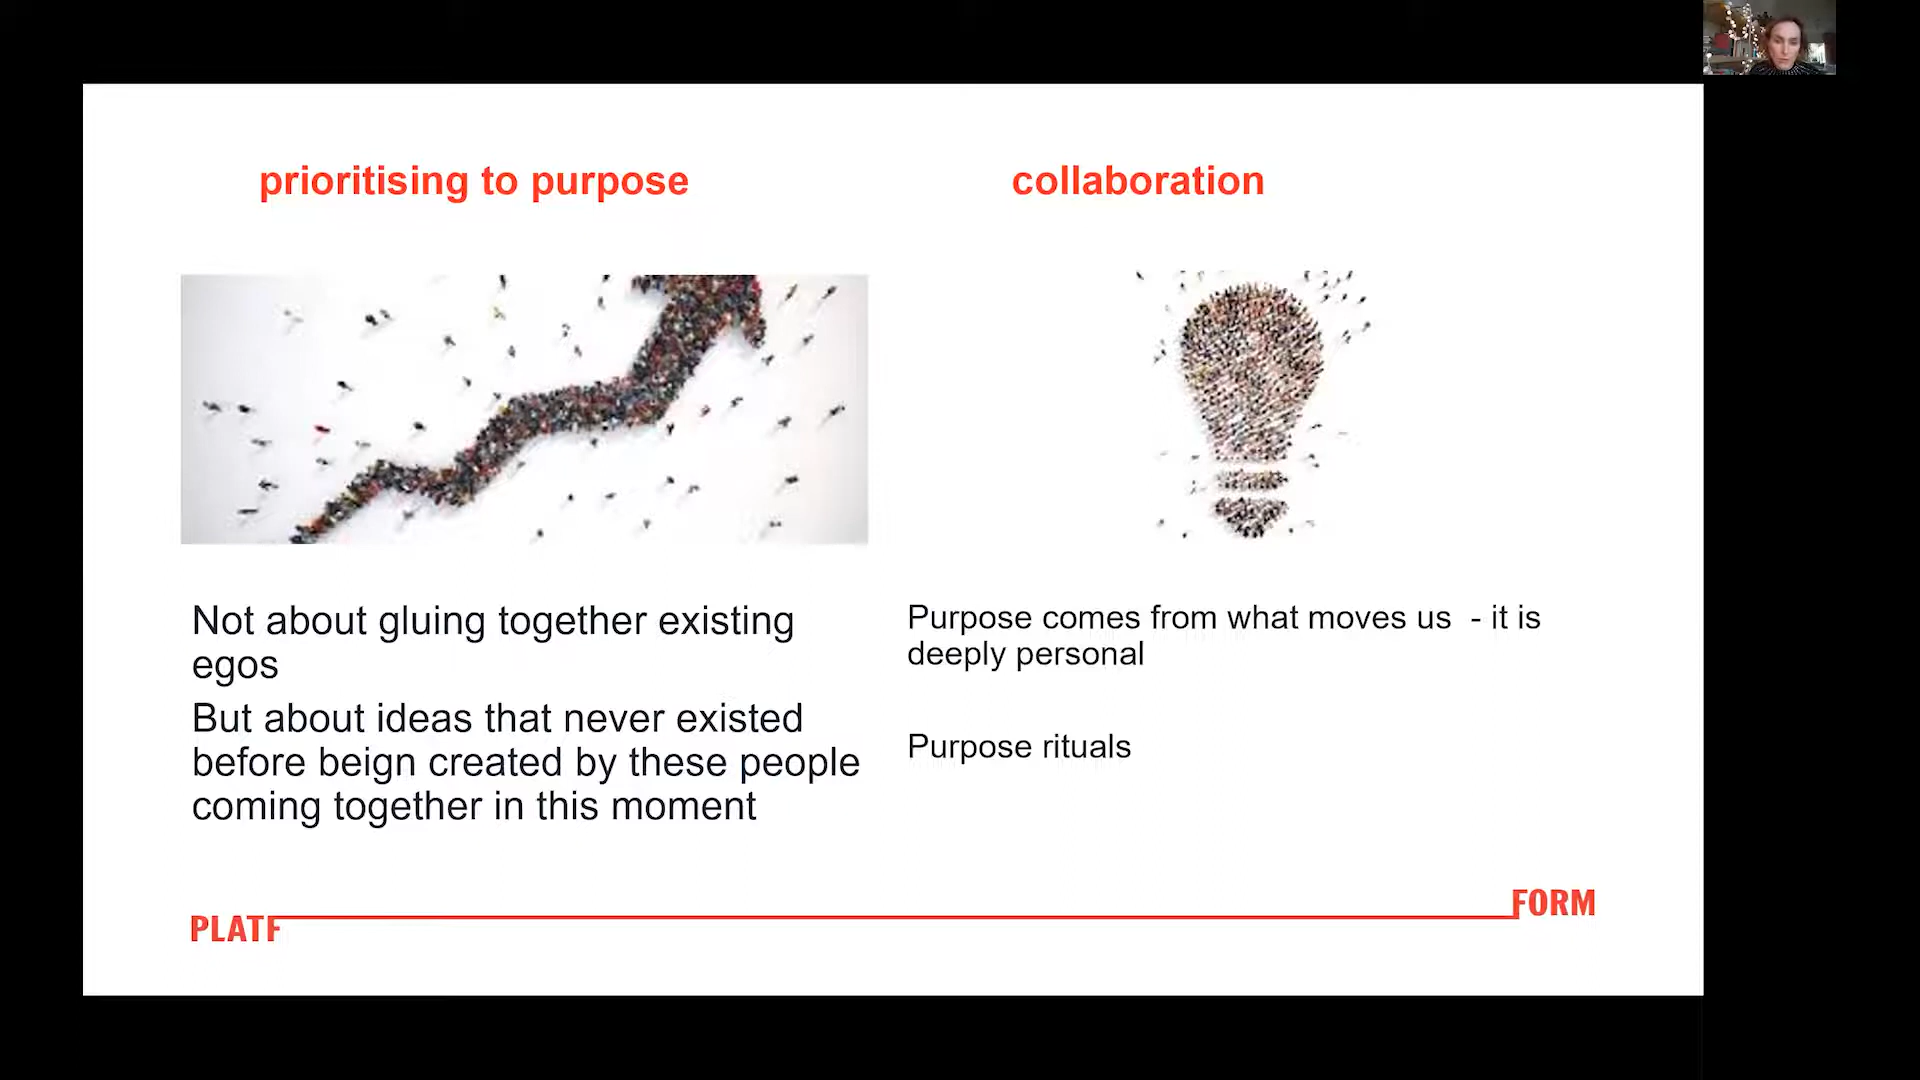 prioritising to purpose
collaboration
Not about gluing together existing
egos
But about ideas that never existed
before beign created by these people
coming together in this moment
Purpose comes from what moves us  - it is
deeply personal
Purpose rituals
PLATF
FORM